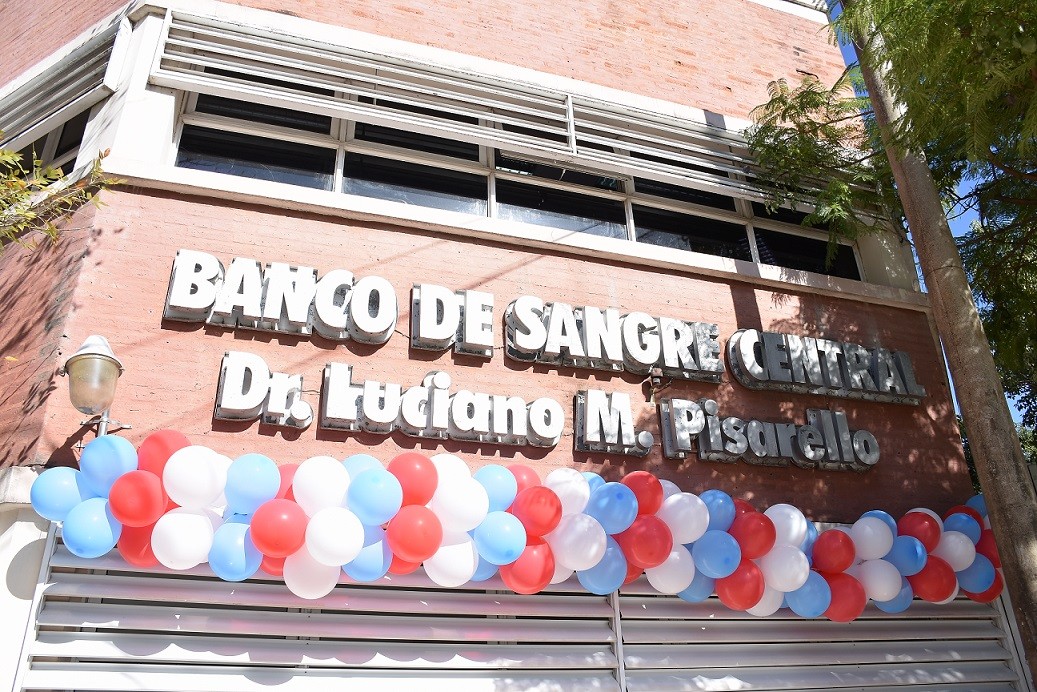 BANCO DE SANGRE CENTRAL
Dr. Luciano M. Pisarello